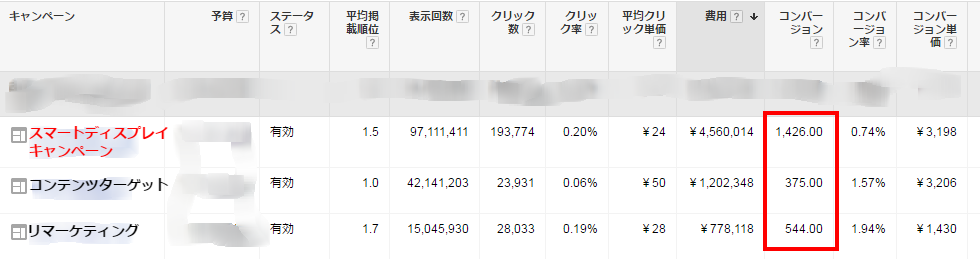 キャンペーン 予算 ? ステータス ? 平均掲載順位 ? 表示回数 ? クリック数 ? クリック率 ? 平均クリック単価 ? 費用 ? ↓ コンバージョン ? コンバージョン率 ? コンバージョン単価 ?
スマートディスプレイキャンペーン 有効 1.5 97,111,411 193,774 0.20% ¥24 ¥4,560,014 1,426.00 0.74% ¥3,198
コンテンツターゲット 有効 1.0 42,141,203 23,931 0.06% ¥50 ¥1,202,348 375.00 1.57% ¥3,206
リマーケティング 有効 1.7 15,045,930 28,033 0.19% ¥28 ¥778,118 544.00 1.94% ¥1,430